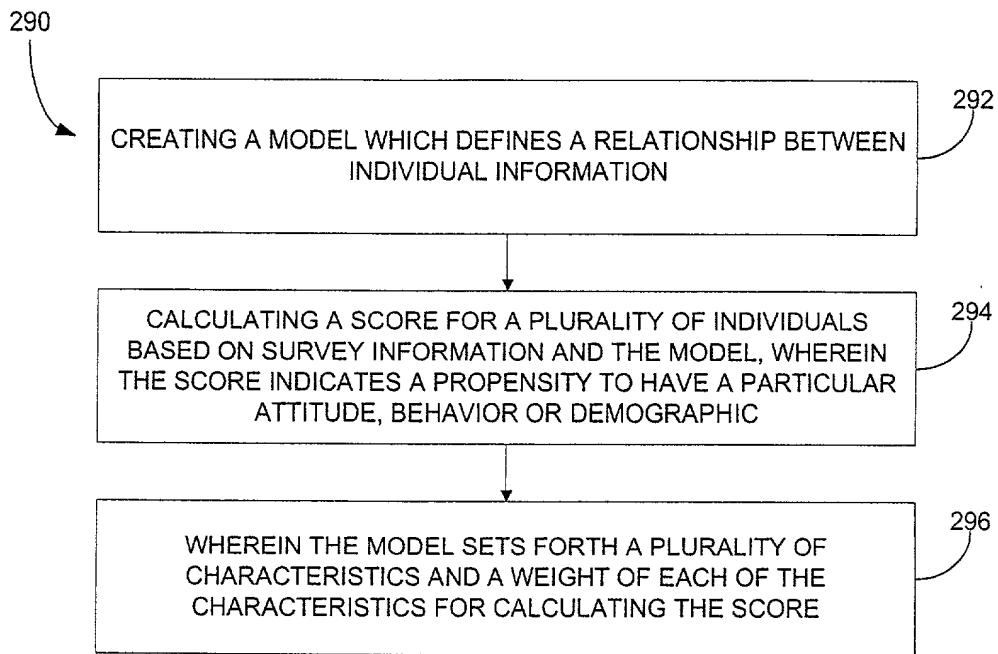 290
292
CREATING A MODEL WHICH DEFINES A RELATIONSHIP BETWEEN
INDIVIDUAL INFORMATION
294
CALCULATING A SCORE FOR A PLURALITY OF INDIVIDUALS
BASED ON SURVEY INFORMATION AND THE MODEL, WHEREIN
THE SCORE INDICATES A PROPENSITY TO HAVE A PARTICULAR
ATTITUDE, BEHAVIOR OR DEMOGRAPHIC
296
WHEREIN THE MODEL SETS FORTH A PLURALITY OF
CHARACTERISTICS AND A WEIGHT OF EACH OF THE
CHARACTERISTICS FOR CALCULATING THE SCORE